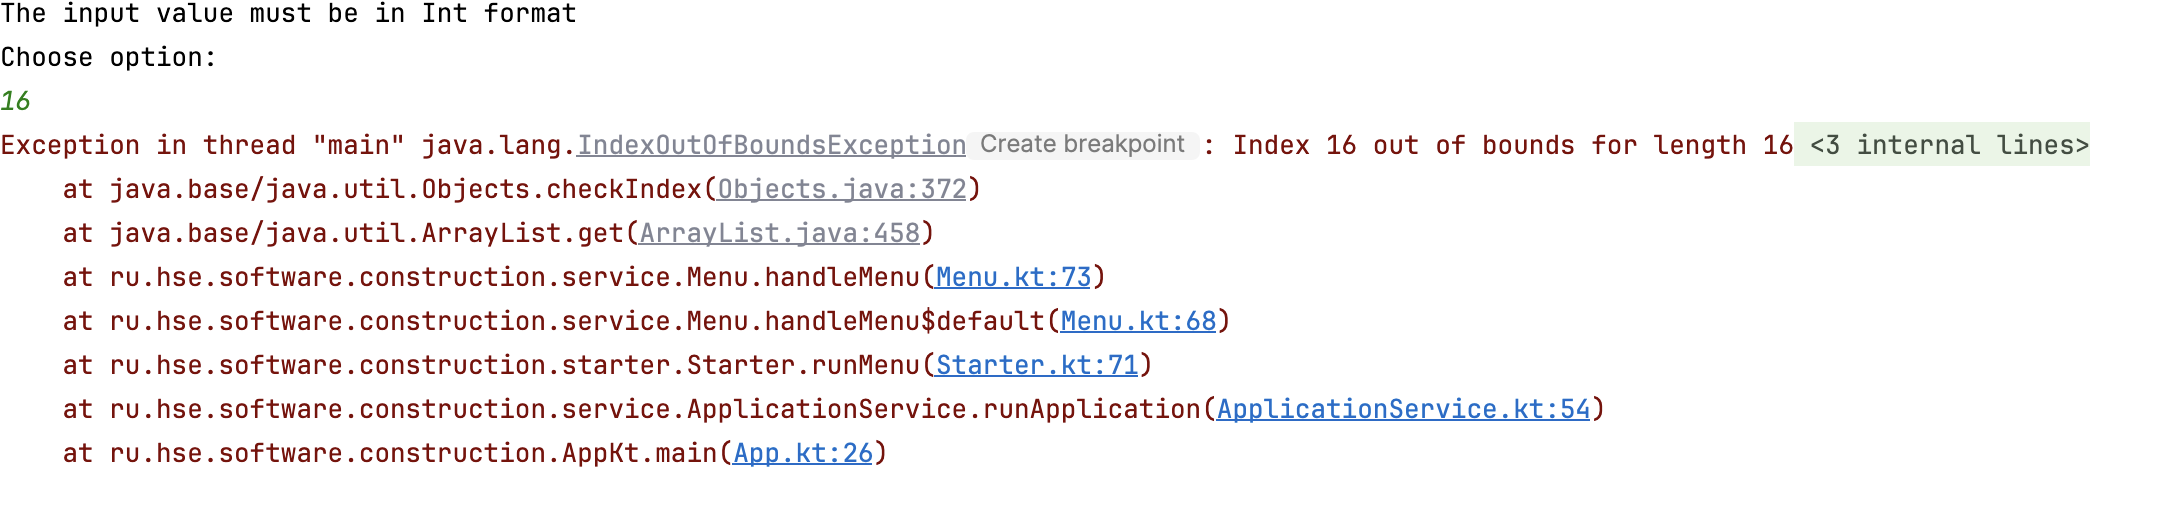 The input value must be in Int format
Choose option:
16
Exception in thread "main" java.lang.IndexOutOfBoundsException Create breakpoint : Index 16 out of bounds for length 16 <3 internal lines>
    at java.base/java.util.Objects.checkIndex(Objects.java:372)
    at java.base/java.util.ArrayList.get(ArrayList.java:458)
    at ru.hse.software.construction.service.Menu.handleMenu(Menu.kt:73)
    at ru.hse.software.construction.service.Menu.handleMenu$default(Menu.kt:68)
    at ru.hse.software.construction.starter.Starter.runMenu(Starter.kt:71)
    at ru.hse.software.construction.service.ApplicationService.runApplication(ApplicationService.kt:54)
    at ru.hse.software.construction.AppKt.main(App.kt:26)